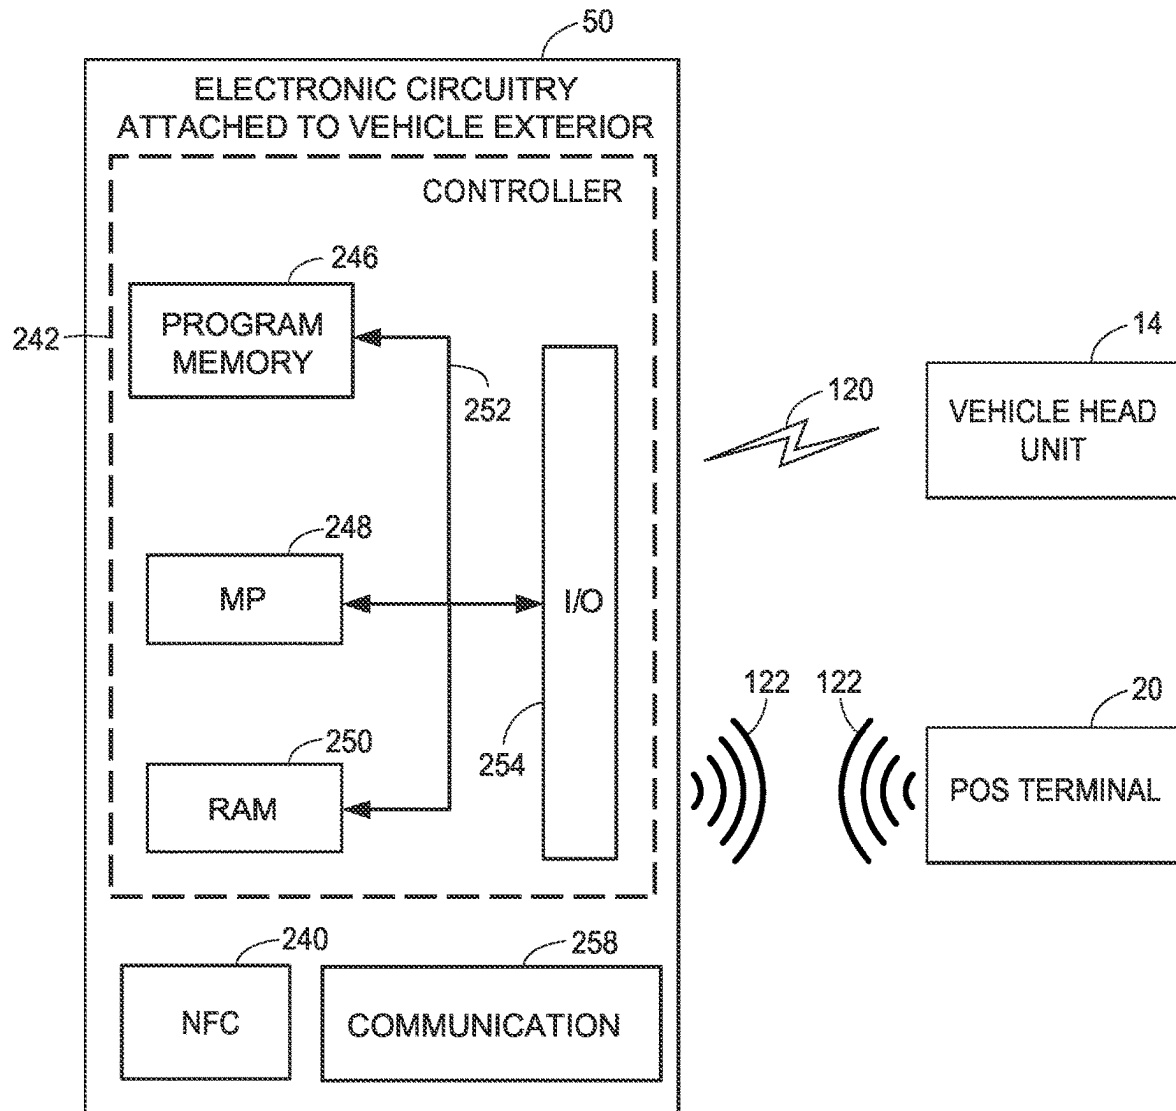 50
ELECTRONIC CIRCUITRY
ATTACHED TO VEHICLE EXTERIOR
CONTROLLER
246
PROGRAM
MEMORY
242
252
14
VEHICLE HEAD
UNIT
120
248
MP
I/O
254
250
RAM
122
122
20
POS TERMINAL
240
NFC
258
COMMUNICATION